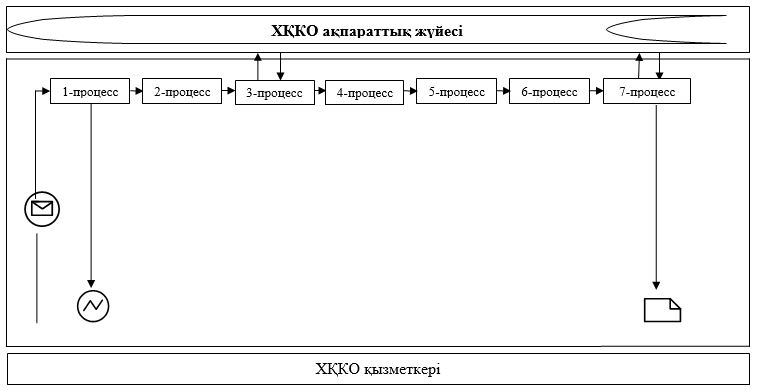 ХҚКО ақпараттық жүйесі
1-процесс 2-процесс 3-процесс 4-процесс 5-процесс 6-процесс 7-процесс
ХҚКО қызметкері